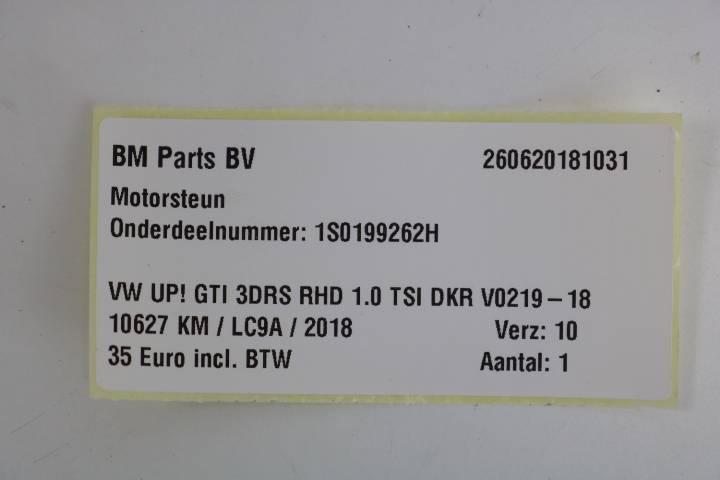 BM Parts BV 260620181031
Motorsteun
Onderdeelnummer: 1S0199262H
VW UP! GTI 3DRS RHD 1.0 TSI DKR V0219-18
10627 KM / LC9A / 2018 Verz: 10
35 Euro incl. BTW Aantal: 1